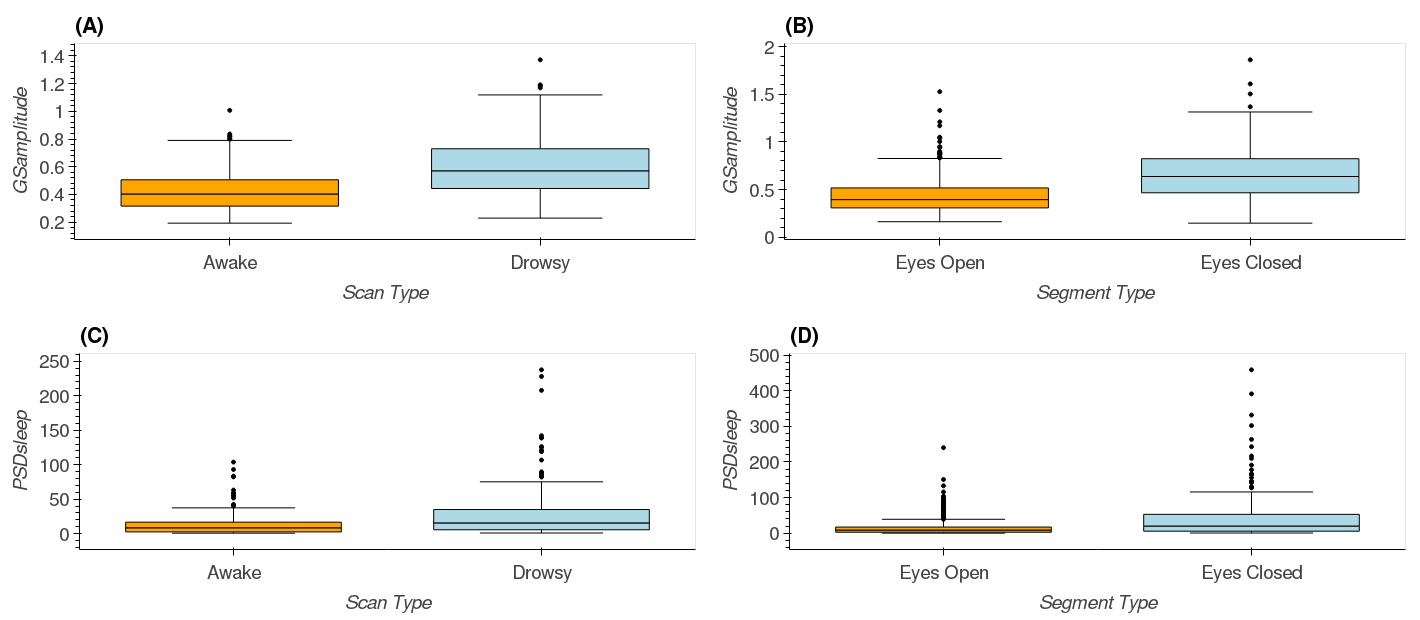 (A)
GSamplitude
1.4
1.2
1
0.8
0.6
0.4
0.2
Awake
Drowsy
Scan Type
(B)
GSamplitude
2
1.5
1
0.5
0
Eyes Open
Eyes Closed
Segment Type
(C)
PSDsleep
250
200
150
100
50
0
Awake
Drowsy
Scan Type
(D)
PSDsleep
500
400
300
200
100
0
Eyes Open
Eyes Closed
Segment Type